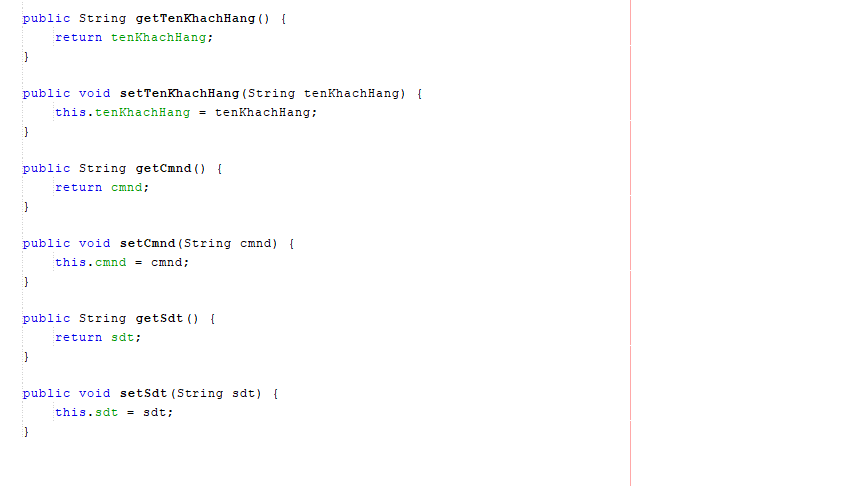 public String getTenKhachHang() {
    return tenKhachHang;
}

public void setTenKhachHang(String tenKhachHang) {
    this.tenKhachHang = tenKhachHang;
}

public String getCmnd() {
    return cmnd;
}

public void setCmnd(String cmnd) {
    this.cmnd = cmnd;
}

public String getSdt() {
    return sdt;
}

public void setSdt(String sdt) {
    this.sdt = sdt;
}